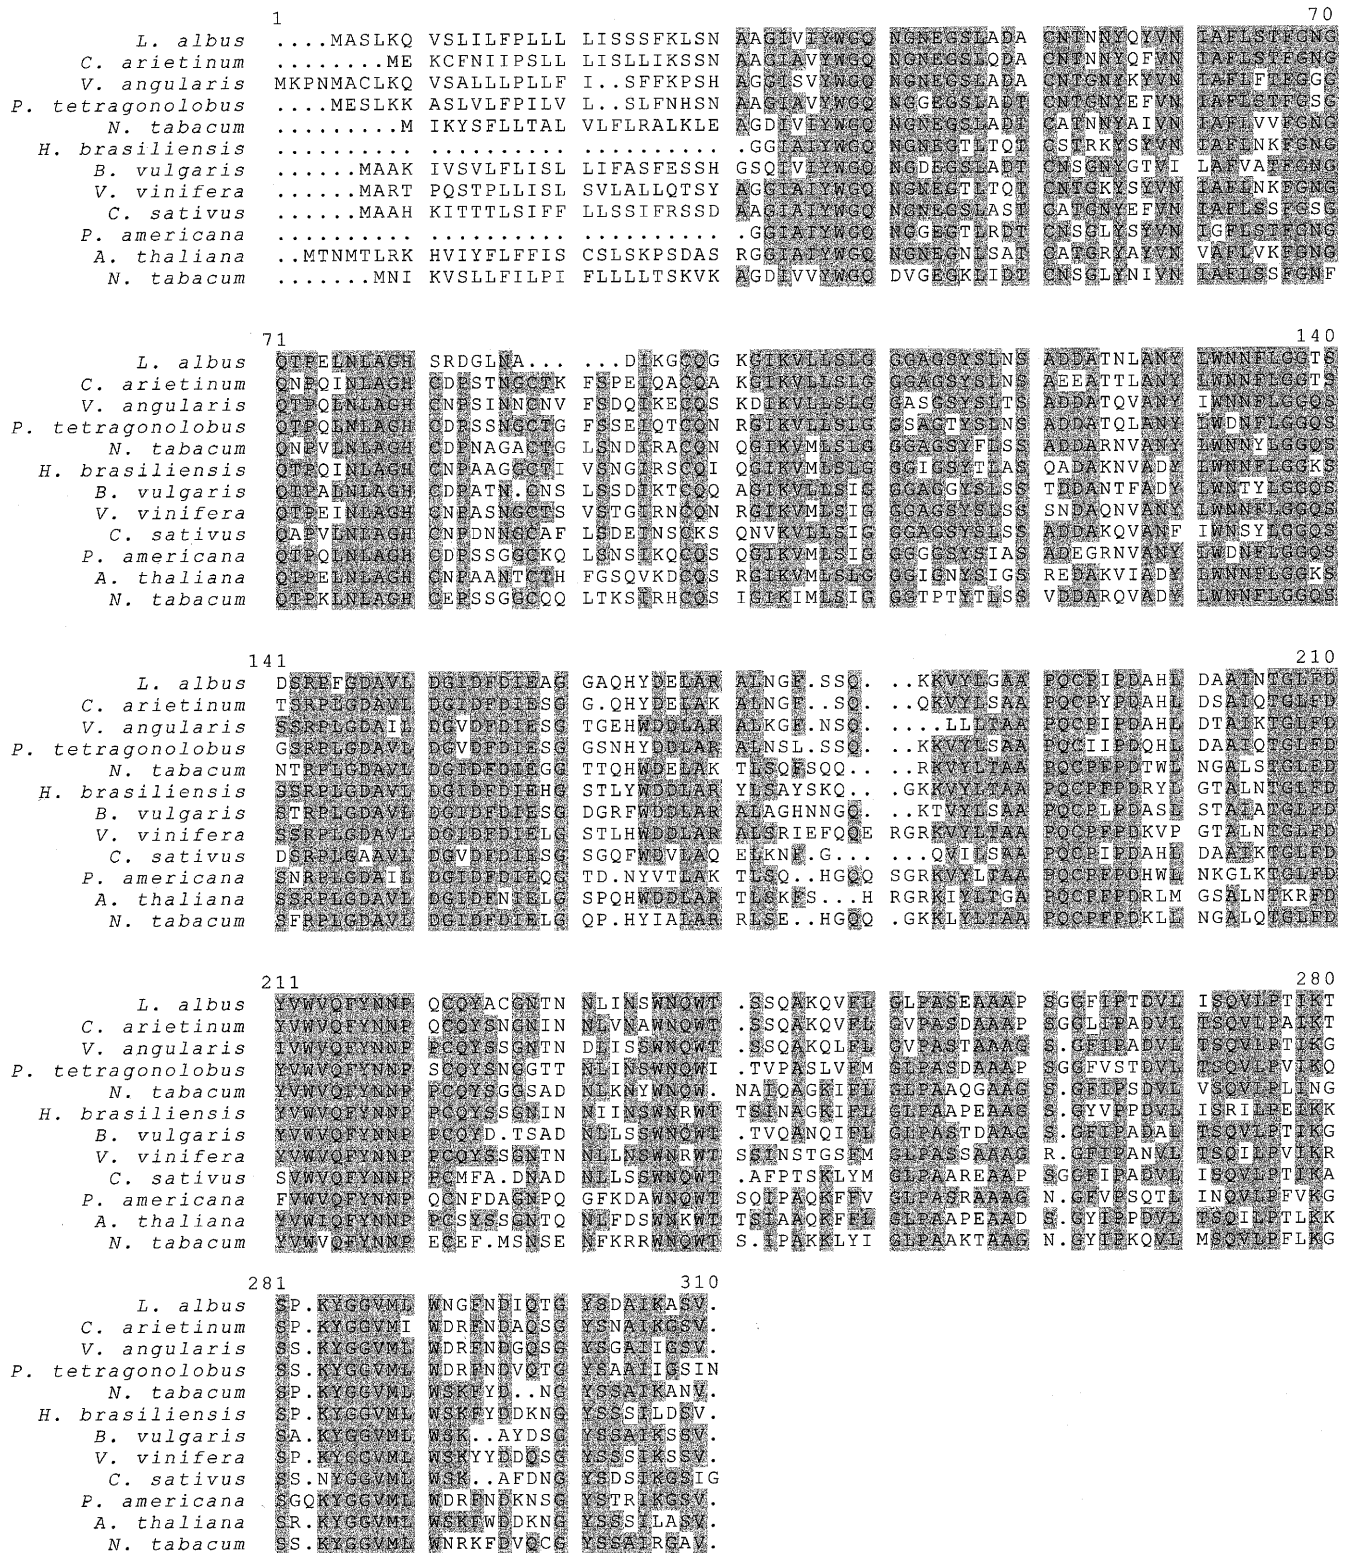 1 70
L. albus ....MASLKQ VSLILFPLLL LISSSFKLSN AAGIVIYWGQ NGNEGSLADA CNTNNYQYVN IAFLSTFGNG
C. arietinum ........ME KCFNIIPSLL LISLLIKSSN AAGIAVYWGQ NGNEGSLQDA CNTNNYQFVN IAFLSTFGNG
V. angularis MKPNMACLKQ VSALLLPLLF I..SFFKPSH AGSISVYWGQ NGNEGSLADA CNTGNYKYVN IAFLFTFGGG
P. tetragonolobus ....MESLKK ASLVLFPILV L..SLFNHSN AAGIAVYWGQ NGGEGSLADT CNTGNYEFVN IAFLSTFGSG
N. tabacum .........M IKYSFLLTAL VLFLRALKLE AGDIVIYWGQ NGNEGSLADT CATNNYAIVN IAFLVVFGNG
H. brasiliensis .......... .......... .......... .GGIAIYWGQ NGNEGTLTQT CSTRKYSYVN IAFLNKFGNG
B. vulgaris ......MAAK IVSVLFLISL LIFASFESSH GSQIVIYWGQ NGDEGSLADT CNSGNYGTVI LAFVATFGNG
V. vinifera ......MART PQSTPLLISL SVLALLQTSY AGGIAIYWGQ NGNEGTLTQT CNTGKYSYVN IAFLNKFGNG
C. sativus ......MAAH KITTTLSIFF LLSSIFRSSD AAGIAIYWGQ NGNEGSLAST CATGNYEFVN IAFLSSFGSG
P. americana .......... .......... .......... .GGIAIYWGQ NGGEGTLRDT CNSGLYSYVN IGFLSTFGNG
A. thaliana ..MTNMTLRK HVIYFLFFIS CSLSKPSDAS RGGIAIYWGQ NGNEGNLSAT CATGRYAYVN VAFLVKFGNG
N. tabacum .......MNI KVSLLFILPI FLLLLTSKVK AGDIVVYWGQ DVGEGKLIDT CNSGLYNIVN IAFLSSFGNF
71 140
L. albus QTPELNLAGH SRDGLNA... .DIKGCQG KGIKVLLSLG GGAGSYSLNS ADDATNLANY LWNNFLGGTS
C. arietinum QNPQINLAGH CDPSTNGCTK FSPEIQACQA KGIKVLLSLG GGAGSYSLNS AEEATTLANY LWNNFLGGTS
V. angularis QTPQLNLAGH CNPSINNCNV FSDQIKECQS KDIKVLLSLG GASGSYSLTS ADDATQVANY IWNNFLGGQS
P. tetragonolobus QTPQLNLAGH CDPSSNGCTG FSSEIQTCQN RGIKVLLSLG GSAGTYSLNS ADDATQLANY LWDNFLGGQS
N. tabacum QNPVLNLAGH CDPNAGACTG LSNDIRACQN QGIKVMLSLG GGAGSYFLSS ADDARNVANY LWNNYLGGQS
H. brasiliensis QTPQINLAGH CNPAAGGCTI VSNGIRSCQI QGIKVMLSLG GGIGSYTLAS QADAKNVADY LWNNFLGGKS
B. vulgaris QTPALNLAGH CDPATN.CNS LSSDIKTCQQ AGIKVLLSIG GGAGGYSLSS TDDANTFADY LWNTYLGGQS
V. vinifera QTPEINLAGH CNPASNGCTS VSTGIRNCQN RGIKVMLSIG GGAGSYSLSS SNDAQNVANY LWNNFLGGQS
C. sativus QAPVLNLAGH CNPDNNGCAF LSDEINSCKS QNVKVLLSIG GGAGSYSLSS ADDAKQVANF IWNSYLGGQS
P. americana QTPQLNLAGH CDPSSGGCKQ LSNSIKQCQS QGIKVMLSIG GGGGSYSIAS ADEGRNVANY LWDNFLGGQS
A. thaliana QTPELNLAGH CNPAANTCTH FGSQVKDCQS RGIKVMLSLG GGIGNYSIGS REDAKVIADY LWNNFLGGKS
N. tabacum QTPKLNLAGH CEPSSGGCQQ LTKSIRHCQS IGIKIMLSIG GGTPTYTLSS VDDARQVADY LWNNFLGGQS
141 210
L. albus DSRPFGDAVL DGIDFDIEAG GAQHYDELAR ALNGF.SSQ. ..KKVYLGAA PQCPIPDAHL DAAINTGLFD
C. arietinum TSRPLGDAVL DGIDFDIESG G.QHYDELAK ALNGF..SQ. ..QKVYLSAA PQCPYPDAHL DSAIQTGLFD
V. angularis SSRPLGDAIL DGVDFDIESG TGEHWDDLAR ALKGF.NSQ. ....LLLTAA PQCPIPDAHL DTAIKTGLFD
P. tetragonolobus GSRPLGDAVL DGVDFDIESG GSNHYDDLAR ALNSL.SSQ. ..KKVYLSAA PQCIIPDQHL DAAIQTGLFD
N. tabacum NTRPLGDAVL DGIDFDIEGG TTQHWDELAK TLSQFSQQ.. ..RKVYLTAA PQCPFPDTWL NGALSTGLFD
H. brasiliensis SSRPLGDAVL DGIDFDIEHG STLYWDDLAR YLSAYSKQ.. .GKKVYLTAA PQCPFPDRYL GTALNTGLFD
B. vulgaris STRPLGDAVL DGIDFDIESG DGRFWDDLAR ALAGHNNGQ. ..KTVYLSAA PQCPLPDASL STAIATGLFD
V. vinifera SSRPLGDAVL DGIDFDIELG STLHWDDLAR ALSRIEFQQE RGRKVYLTAA PQCPFPDKVP GTALNTGLFD
C. sativus DSRPLGAAVL DGVDFDIESG SGQFWDVLAQ ELKNF.G... ...QVILSAA PQCPIPDAHL DAAIKTGLFD
P. americana SNRPLGDAIL DGIDFDIEQG TD.NYVTLAK TLSQ..HGQQ SGRKVYLTAA PQCPFPDHWL NKGLKTGLFD
A. thaliana SSRPLGDAVL DGIDFNIELG SPQHWDDLAR TLSKFS...H RGRKIYLTGA PQCPFPDRLM GSALNTKRFD
N. tabacum SFRPLGDAVL DGIDFDIELG QP.HYIALAR RLSE..HGQQ .GKKLYLTAA PQCPFPDKLL NGALQTGLFD
211 280
L. albus YVWVQFYNNP QCQYACGNTN NLINSWNQWT .SSQAKQVFL GLPASEAAAP SGGFIPTDVL ISQVLPTIKT
C. arietinum YVWVQFYNNP QCQYSNGNIN NLVNAWNQWT .SSQAKQVFL GVPASDAAAP SGGLIPADVL TSQVLPAIKT
V. angularis IVWVQFYNNP PCQYSSGNTN DLISSWNQWT .SSQAKQLFL GVPASTAAAG S.GFIPADVL TSQVLPTIKG
P. tetragonolobus YVWVQFYNNP SCQYSNGGTT NLINSWNQWI .TVPASLVFM GLPASDAAAP SGGFVSTDVL TSQVLPVIKQ
N. tabacum YVWVQFYNNP PCQYSGGSAD NLKNYWNQW. NAIQAGKIFL GLPAAQGAAG S.GFIPSDVL VSQVLPLING
H. brasiliensis YVWVQFYNNP PCQYSSGNIN NIINSWNRWT TSINAGKIFL GLPAAPEAAG S.GYVPPDVL ISRILPEIKK
B. vulgaris YVWVQFYNNP PCQYD.TSAD NLLSSWNQWT .TVQANQIFL GLPASTDAAG S.GFIPADAL TSQVLPTIKG
V. vinifera YVWVQFYNNP PCQYSSGNTN NLLNSWNRWT SSINSTGSFM GLPASSAAAG R.GFIPANVL TSQILPVIKR
C. sativus SVWVQFYNNP PCMFA.DNAD NLLSSWNQWT .AFPTSKLYM GLPAAREAAP SGGFIPADVL ISQVLPTIKA
P. americana FVWVQFYNNP QCNFDAGNPQ GFKDAWNQWT SQIPAQKFFV GLPASRAAAG N.GFVPSQTL INQVLPFVKG
A. thaliana YVWIQFYNNP PCSYSSGNTQ NLFDSWNKWT TSIAAQKFFL GLPAAPEAAD S.GYIPPDVL TSQILPTLKK
N. tabacum YVWVQFYNNP ECEF.MSNSE NFKRRWNQWT S.IPAKKLYI GLPAAKTAAG N.GYIPKQVL MSQVLPFLKG
281 310
L. albus SP.KYGGVML WNGFNDIQTG YSDAIKASV.
C. arietinum SP.KYGGVMI WDRFNDAQSG YSNAIKGSV.
V. angularis SS.KYGGVML WDRFNDGQSG YSGAIIGSV.
P. tetragonolobus SS.KYGGVML WDRFNDVQTG YSAAIIGSIN
N. tabacum SP.KYGGVML WSKFYD..NG YSSAIKANV.
H. brasiliensis SP.KYGGVML WSKFYDDKNG YSSSILDSV.
B. vulgaris SA.KYGGVML WSK..AYDSG YSSAIKSSV.
V. vinifera SP.KYGGVML WSKYYDDQSG YSSSIKSSV.
C. sativus SS.NYGGVML WSK..AFDNG YSDSIKGSIG
P. americana SGQKYGGVML WDRFNDKNSG YSTRIKGSV.
A. thaliana SR.KYGGVML WSKFWDDKNG YSSSILASV.
N. tabacum SS.KYGGVML WNRKFDVQCG YSSAIRGAV.